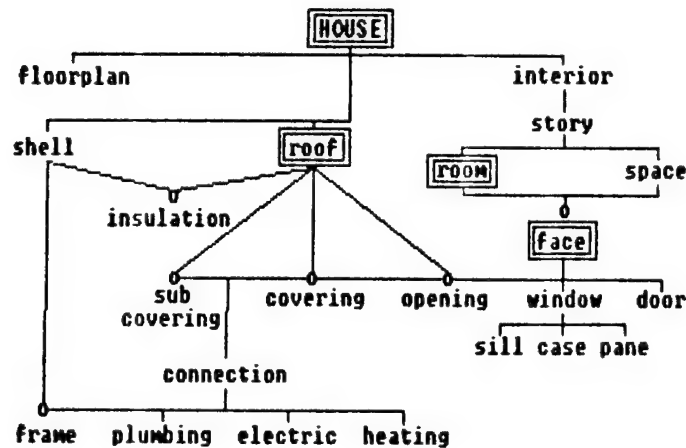 HOUSE
floorplan interior
story
shell roof room space
insulation
face
sub covering opening window door
covering
sill case pane
connection
frame plumbing electric heating